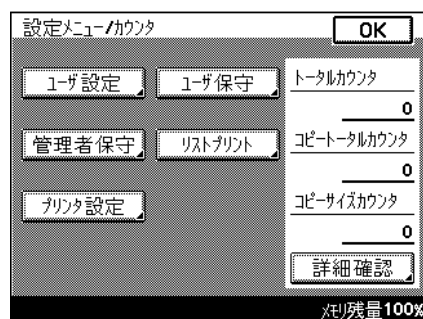 設定メニュー/カウンタ
OK
ユーザ設定
ユーザ保守
トータルカウンタ
0
管理者保守
リストプリント
コピートータルカウンタ
0
プリンタ設定
コピーサイズカウンタ
0
詳細確認
メモリ残量100%